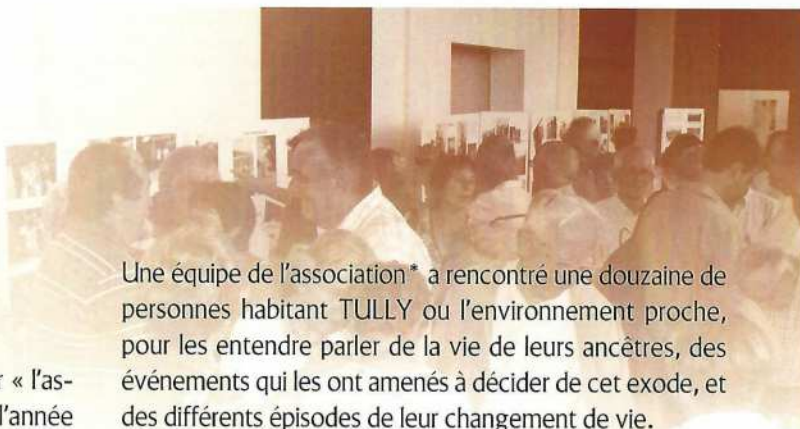 Une équipe de l'association* a rencontré une douzaine de
personnes habitant TULLY ou l'environnement proche,
pour les entendre parler de la vie de leurs ancêtres, des
événements qui les ont amenés à décider de cet exode, et
des différents épisodes de leur changement de vie.
r « l'as-
l'année